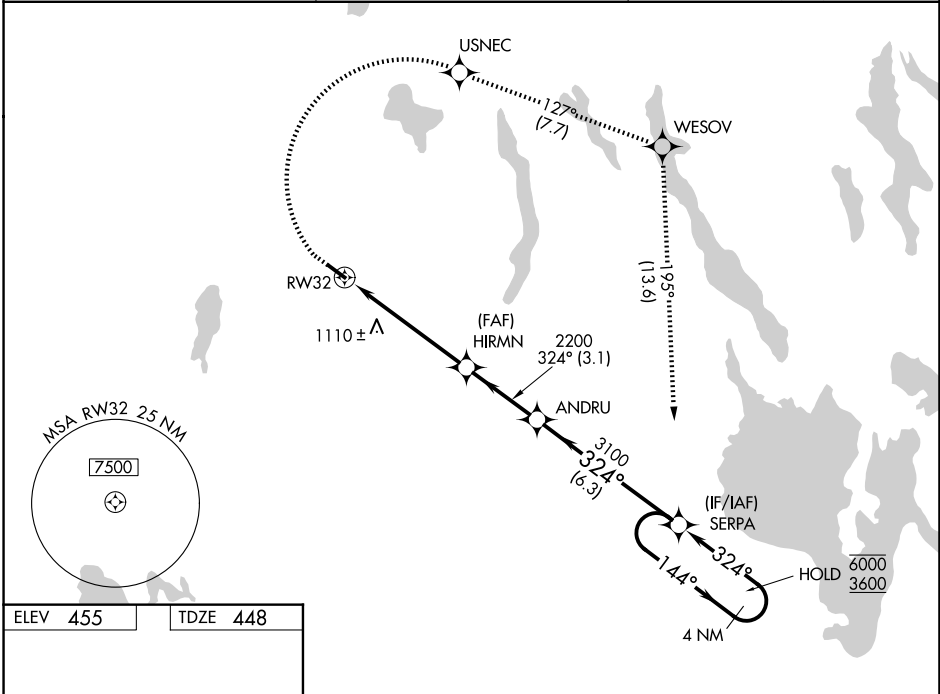 USNEC
127°
(7.7)
WESOV
195°
(13.6)
RW32
1110 ±
(FAF)
HIRMN
2200
324° (3.1)
ANDRU
3100
324°
(6.3)
(IF/IAF)
SERPA
324°
144°
HOLD
6000
3600
4 NM
MSA RW32 25 NM
7500
ELEV 455
TDZE 448